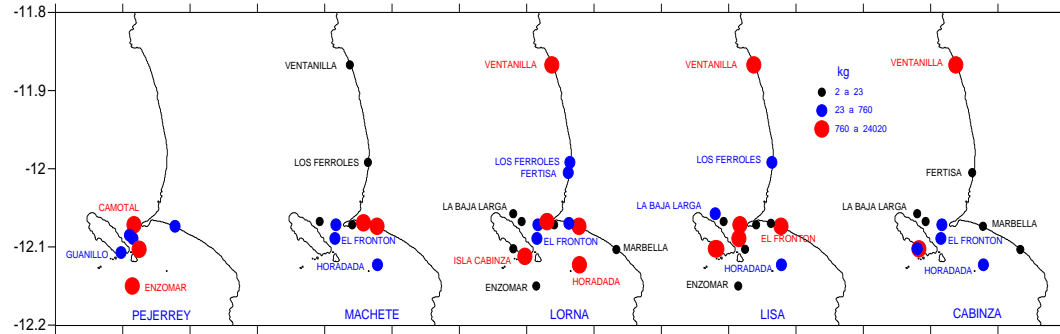 -11.8
-11.9
-12
-12.1
-12.2
CAMOTAL
GUANILLO
ENZOMAR
PEJERREY
VENTANILLA
LOS FERROLES
EL FRONTON
HORADADA
MACHETE
VENTANILLA
LOS FERROLES
FERTISA
LA BAJA LARGA
EL FRONTON
MARBELLA
ISLA CABINZA
HORADADA
ENZOMAR
LORNA
VENTANILLA
LOS FERROLES
LA BAJA LARGA
EL FRONTON
HORADADA
ENZOMAR
LISA
kg
2 a 23
23 a 760
760 a 24020
VENTANILLA
FERTISA
LA BAJA LARGA
MARBELLA
EL FRONTON
HORADADA
CABINZA